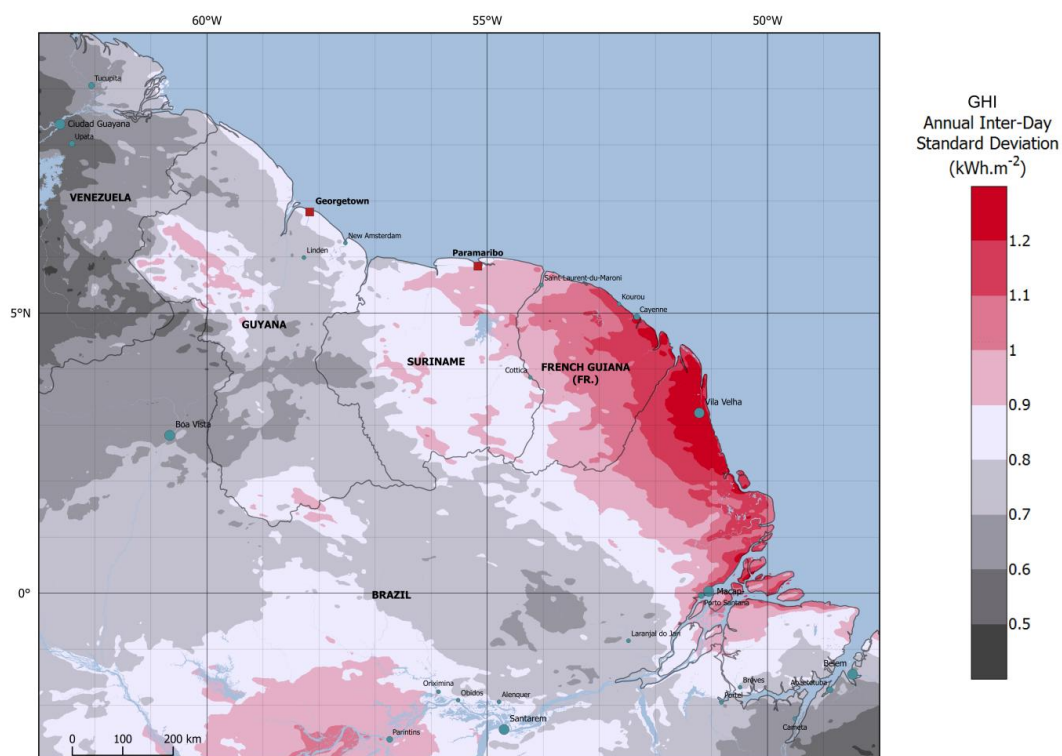 60°W
55°W
50°W
Tucupita
Ciudad Guayana
Upata
VENEZUELA
Georgetown
New Amsterdam
Linden
Paramaribo
Saint-Laurent-du-Maroni
Kourou
Cayenne
5°N
GUYANA
SURINAME
FRENCH GUIANA
(FR.)
Cottica
Vila Velha
Boa Vista
BRAZIL
0°
Macapi
Porto Santana
Laranjal do Jari
Belem
Breves
Abaetetuba
Portel
Cameta
Oriximina
Obidos
Alenquer
Santarem
Parintins
0 100 200 km
GHI
Annual Inter-Day
Standard Deviation
(kWh.m-2)
1.2
1.1
1
0.9
0.8
0.7
0.6
0.5